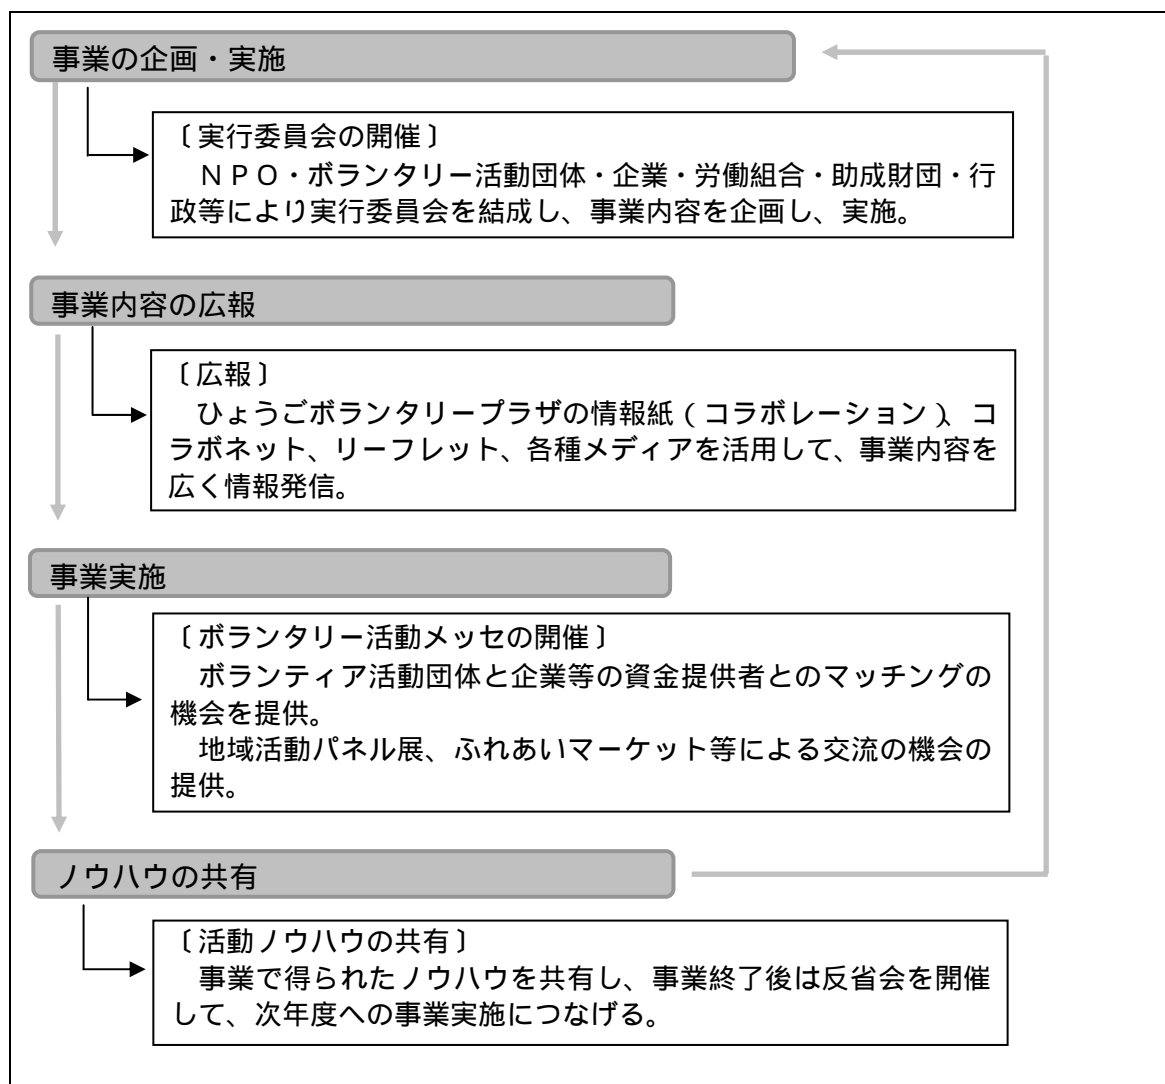 事業の企画・実施
〔実行委員会の開催〕
ＮＰＯ・ボランタリー活動団体・企業・労働組合・助成財団・行
政等により実行委員会を結成し、事業内容を企画し、実施。
事業内容の広報
〔広報〕
ひょうごボランタリープラザの情報紙（コラボレーション）、コ
ラボネット、リーフレット、各種メディアを活用して、事業内容を
広く情報発信。
事業実施
〔ボランタリー活動メッセの開催〕
ボランティア活動団体と企業等の資金提供者とのマッチングの
機会を提供。
地域活動パネル展、ふれあいマーケット等による交流の機会の
提供。
ノウハウの共有
〔活動ノウハウの共有〕
事業で得られたノウハウを共有し、事業終了後は反省会を開催
して、次年度への事業実施につなげる。